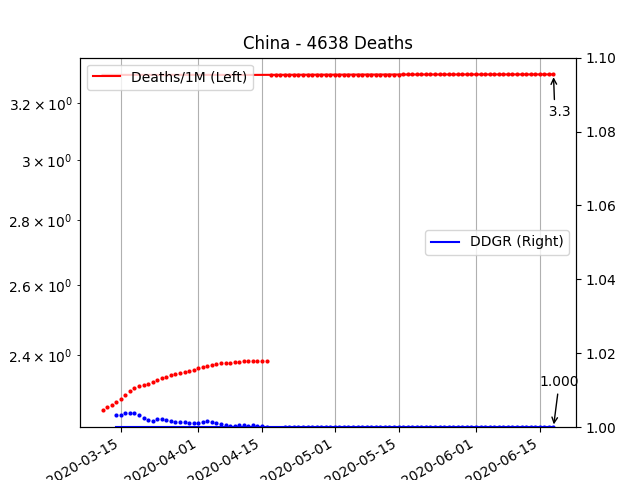 China - 4638 Deaths
Deaths/1M (Left)
3.2 × 10⁰
3 × 10⁰
2.8 × 10⁰
2.6 × 10⁰
2.4 × 10⁰
1.10
1.08
1.06
1.04
1.02
1.00
3.3
DDGR (Right)
1.000
2020-03-15
2020-04-01
2020-04-15
2020-05-01
2020-05-15
2020-06-01
2020-06-15